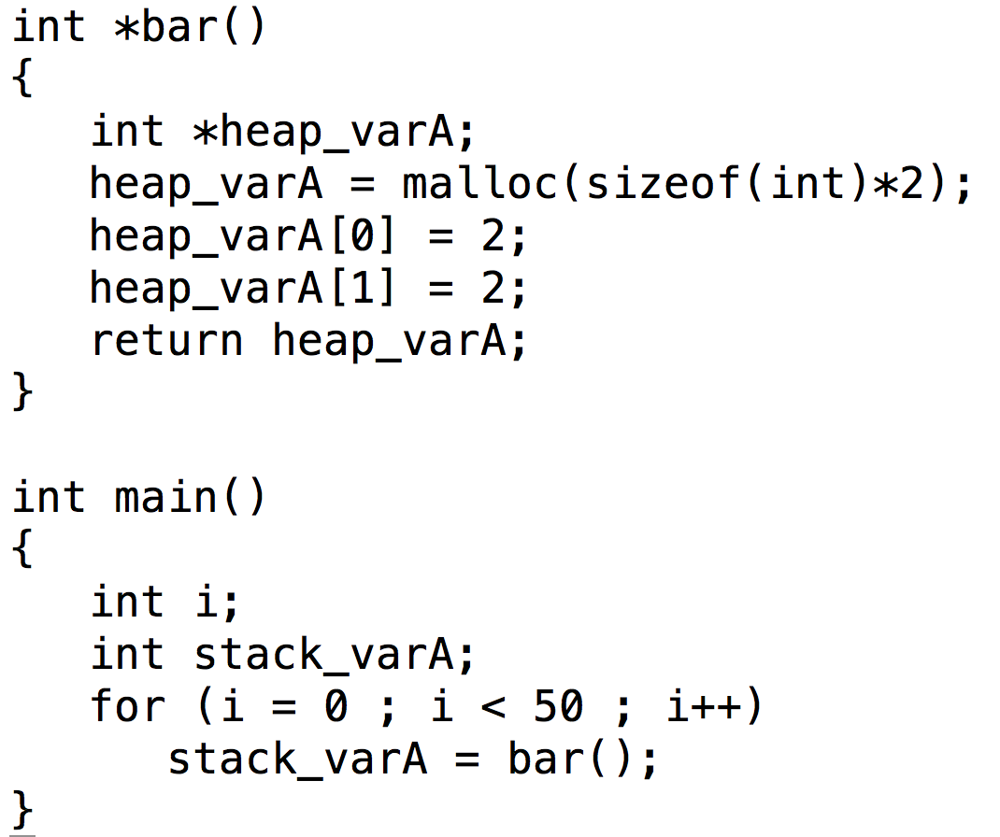 int *bar()
{
int *heap_varA;
heap_varA = malloc(sizeof(int)*2);
heap_varA[0] = 2;
heap_varA[1] = 2;
return heap_varA;
}
int main()
{
int i;
int stack_varA;
for (i = 0 ; i < 50 ; i++)
stack_varA = bar();
}